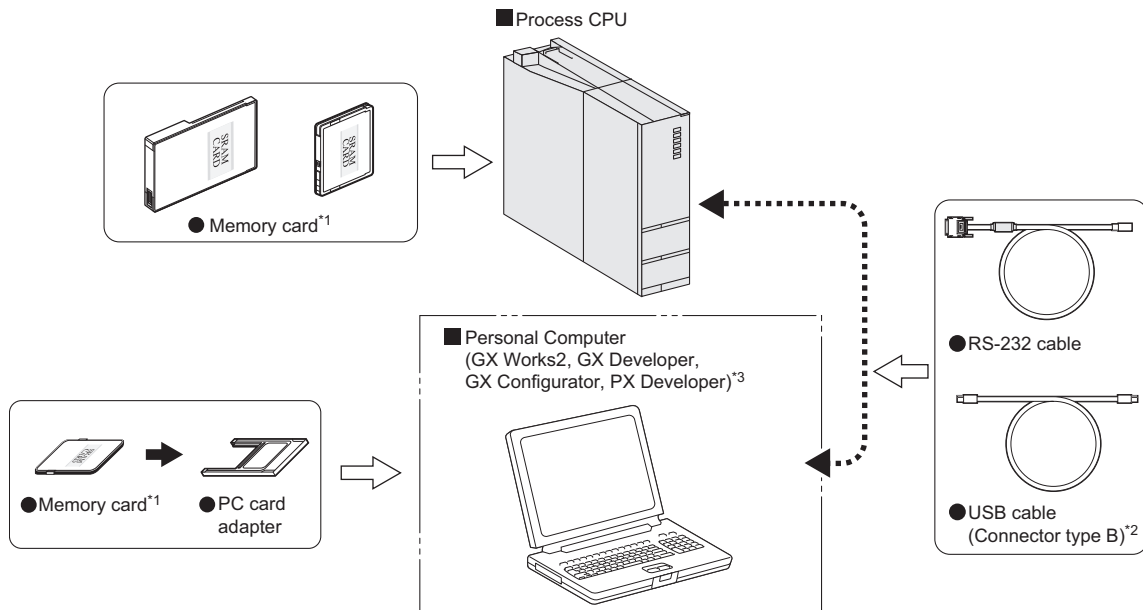 ■Process CPU
SRAM
CARD
SRAM
CARD
●Memory card*1
■Personal Computer
(GX Works2, GX Developer,
GX Configurator, PX Developer)*3
●RS-232 cable
●Memory card*1
●PC card
adapter
●USB cable
(Connector type B)*2